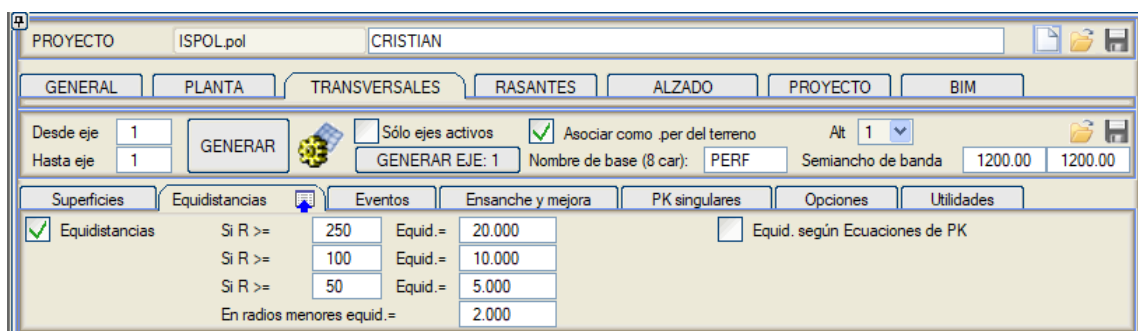 PROYECTO ISPOL.pol CRISTIAN
GENERAL PLANTA TRANSVERSALES RASANTES ALZADO PROYECTO BIM
Desde eje 1 GENERAR Sólo ejes activos Asociar como .per del terreno Alt 1
Hasta eje 1 GENERAR EJE: 1 Nombre de base (8 car): PERF Semiancho de banda 1200.00 1200.00
Superficies Equidistancias Eventos Ensanche y mejora PK singulares Opciones Utilidades
Equidistancias Si R >= 250 Equid.= 20.000 Equid. según Ecuaciones de PK
Si R >= 100 Equid.= 10.000
Si R >= 50 Equid.= 5.000
En radios menores equid.= 2.000